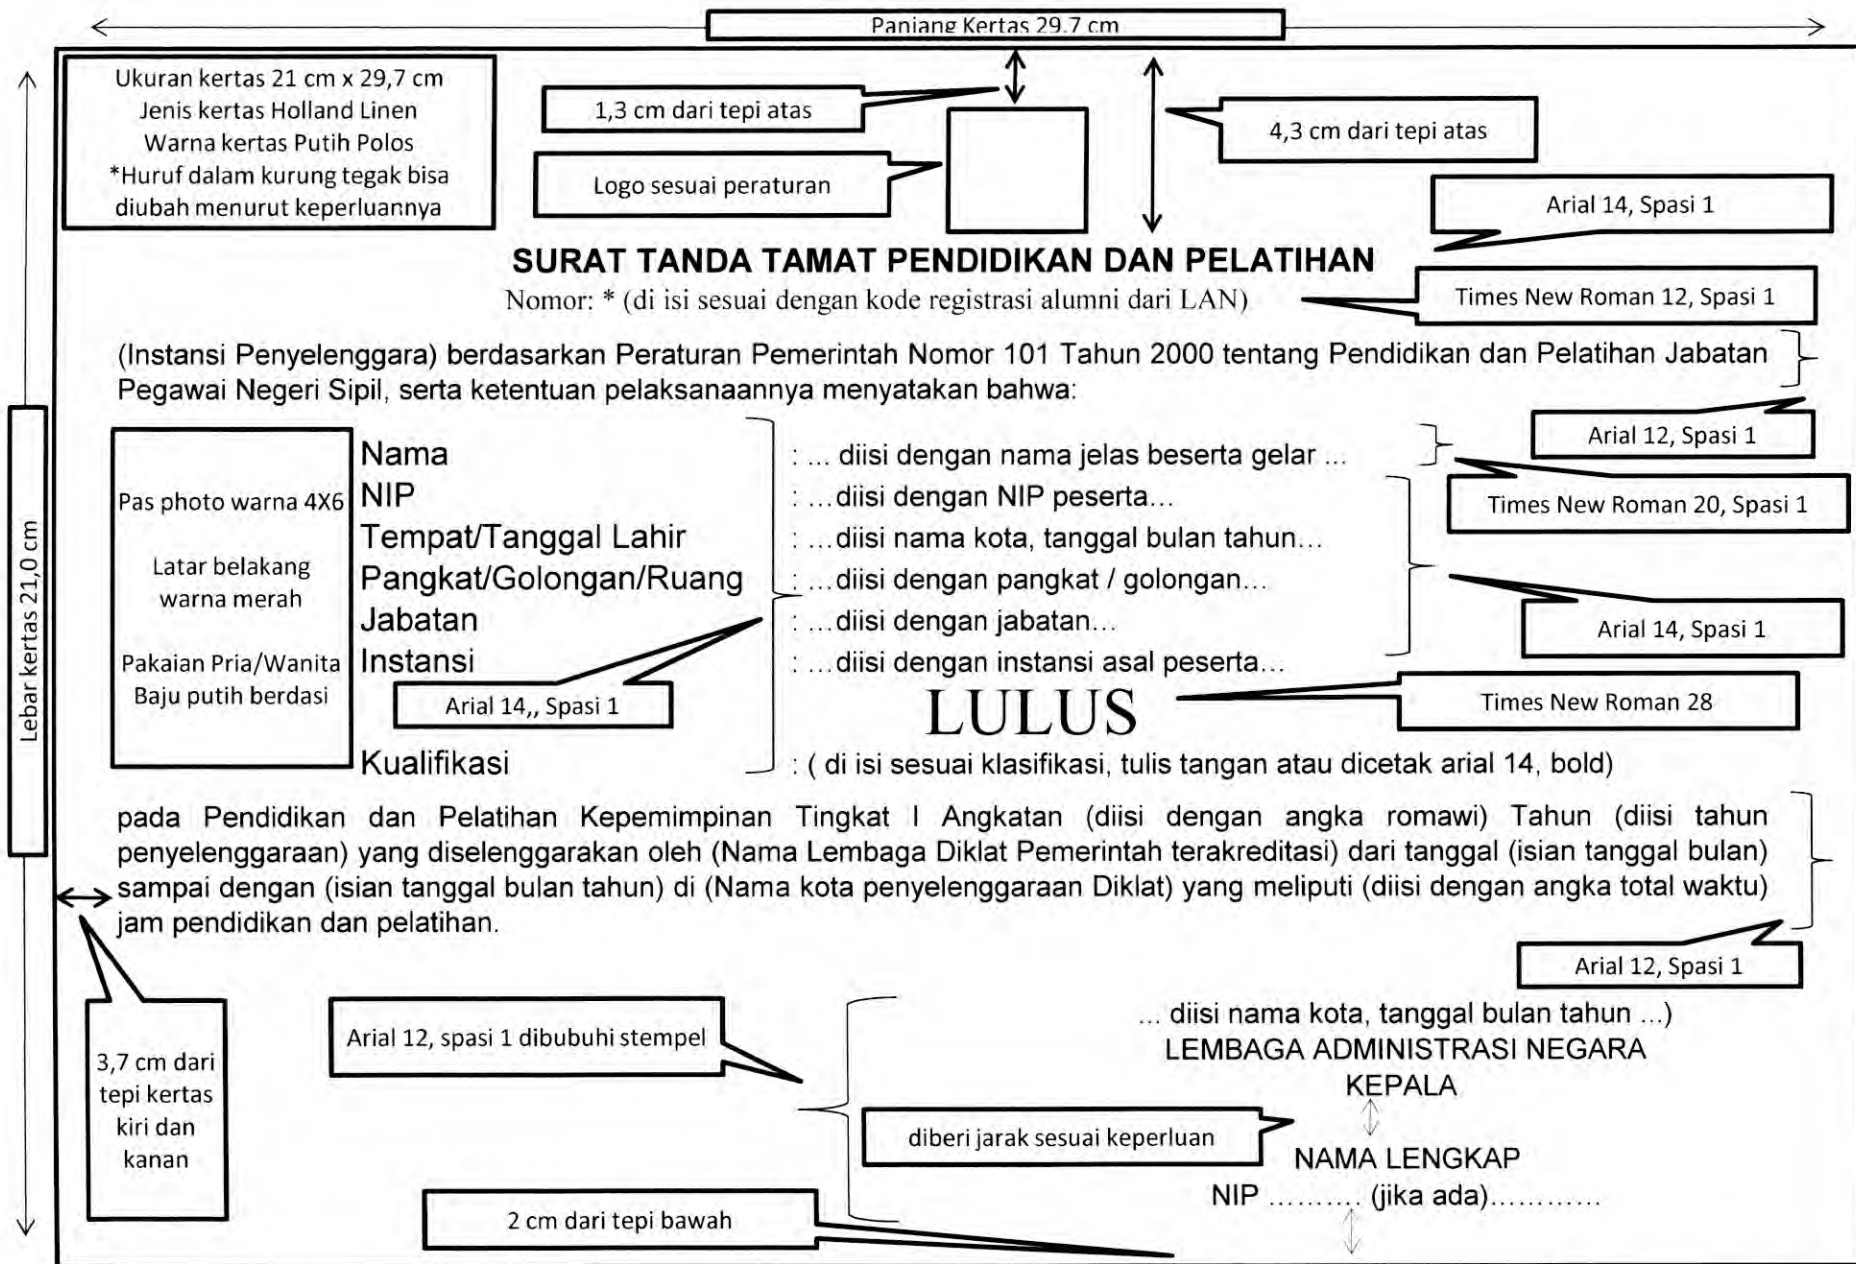 Panjang Kertas 29.7 cm
Ukuran kertas 21 cm x 29,7 cm
Jenis kertas Holland Linen
Warna kertas Putih Polos
*Huruf dalam kurung tegak bisa
diubah menurut keperluannya
1,3 cm dari tepi atas
4,3 cm dari tepi atas
Logo sesuai peraturan
Arial 14, Spasi 1
SURAT TANDA TAMAT PENDIDIKAN DAN PELATIHAN
Nomor: * (di isi sesuai dengan kode registrasi alumni dari LAN)
Times New Roman 12, Spasi 1
(Instansi Penyelenggara) berdasarkan Peraturan Pemerintah Nomor 101 Tahun 2000 tentang Pendidikan dan Pelatihan Jabatan
Pegawai Negeri Sipil, serta ketentuan pelaksanaannya menyatakan bahwa:
Arial 12, Spasi 1
Lebar kertas 21,0 cm
Pas photo warna 4X6
Latar belakang
warna merah
Pakaian Pria/Wanita
Baju putih berdasi
Nama : ... diisi dengan nama jelas beserta gelar ...
NIP : ...diisi dengan NIP peserta...
Times New Roman 20, Spasi 1
Tempat/Tanggal Lahir : ...diisi nama kota, tanggal bulan tahun...
Pangkat/Golongan/Ruang : ...diisi dengan pangkat / golongan...
Jabatan : ...diisi dengan jabatan...
Arial 14, Spasi 1
Instansi : ...diisi dengan instansi asal peserta...
Arial 14,, Spasi 1
LULUS
Times New Roman 28
Kualifikasi : ( di isi sesuai klasifikasi, tulis tangan atau dicetak arial 14, bold)
pada Pendidikan dan Pelatihan Kepemimpinan Tingkat I Angkatan (diisi dengan angka romawi) Tahun (diisi tahun
penyelenggaraan) yang diselenggarakan oleh (Nama Lembaga Diklat Pemerintah terakreditasi) dari tanggal (isian tanggal bulan)
sampai dengan (isian tanggal bulan tahun) di (Nama kota penyelenggaraan Diklat) yang meliputi (diisi dengan angka total waktu)
jam pendidikan dan pelatihan.
Arial 12, Spasi 1
3,7 cm dari
tepi kertas
kiri dan
kanan
Arial 12, spasi 1 dibubuhi stempel
... diisi nama kota, tanggal bulan tahun ...)
LEMBAGA ADMINISTRASI NEGARA
KEPALA
diberi jarak sesuai keperluan
NAMA LENGKAP
NIP .......... (jika ada)............
2 cm dari tepi bawah